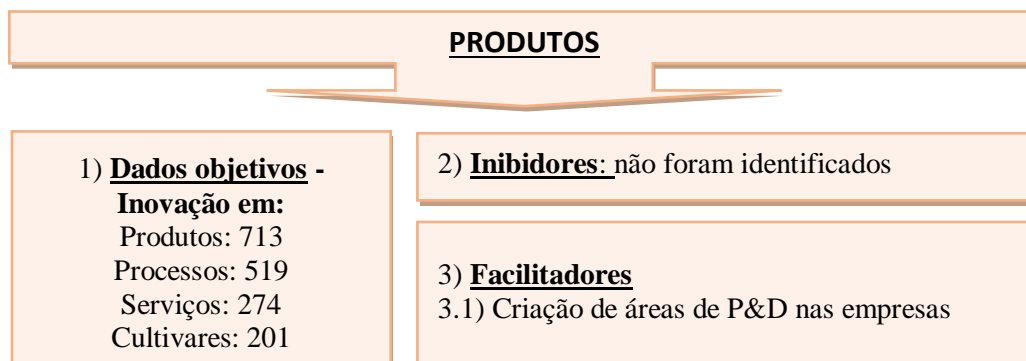 PRODUTOS
1) Dados objetivos -
Inovação em:
Produtos: 713
Processos: 519
Serviços: 274
Cultivares: 201
2) Inibidores: não foram identificados
3) Facilitadores
3.1) Criação de áreas de P&D nas empresas